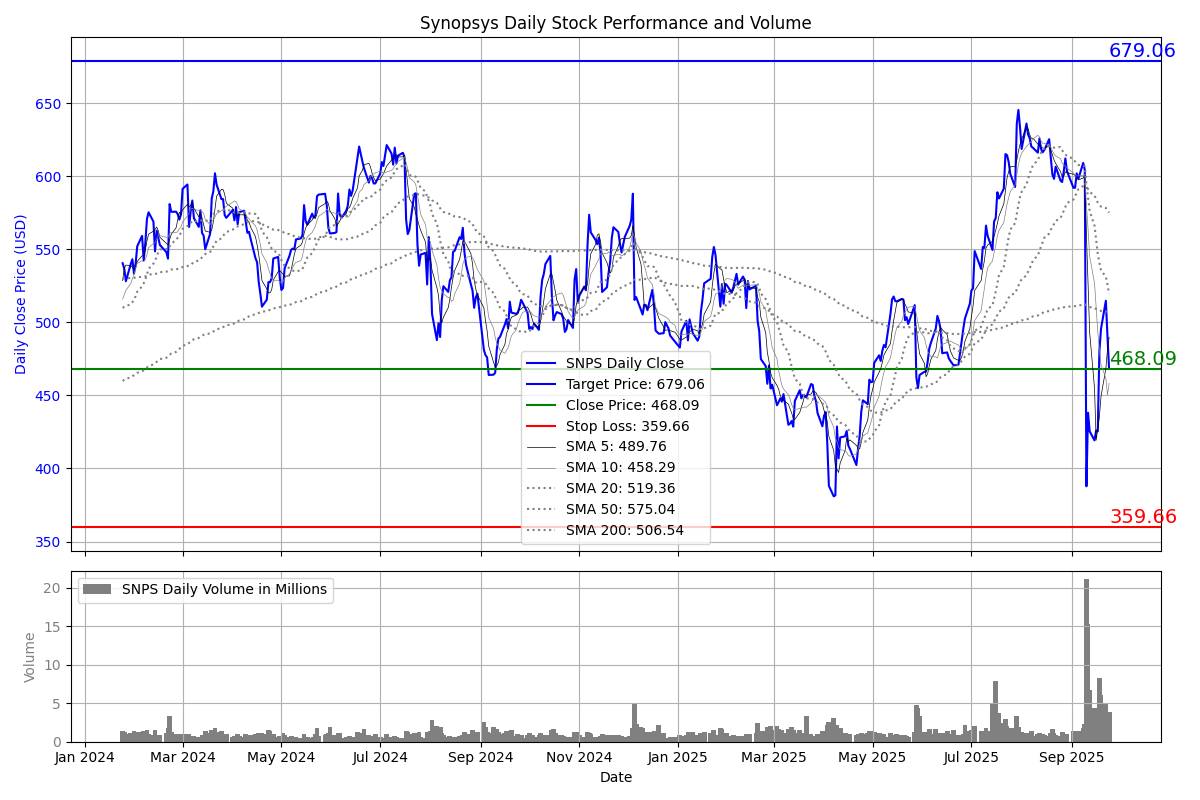 Synopsys Daily Stock Performance and Volume
679.06
650
600
550
500
450
400
350
Daily Close Price (USD)
468.09
359.66
SNPS Daily Close
Target Price: 679.06
Close Price: 468.09
Stop Loss: 359.66
SMA 5: 489.76
SMA 10: 458.29
SMA 20: 519.36
SMA 50: 575.04
SMA 200: 506.54
SNPS Daily Volume in Millions
20
15
10
5
0
Volume
Jan 2024 Mar 2024 May 2024 Jul 2024 Sep 2024 Nov 2024 Jan 2025 Mar 2025 May 2025 Jul 2025 Sep 2025
Date